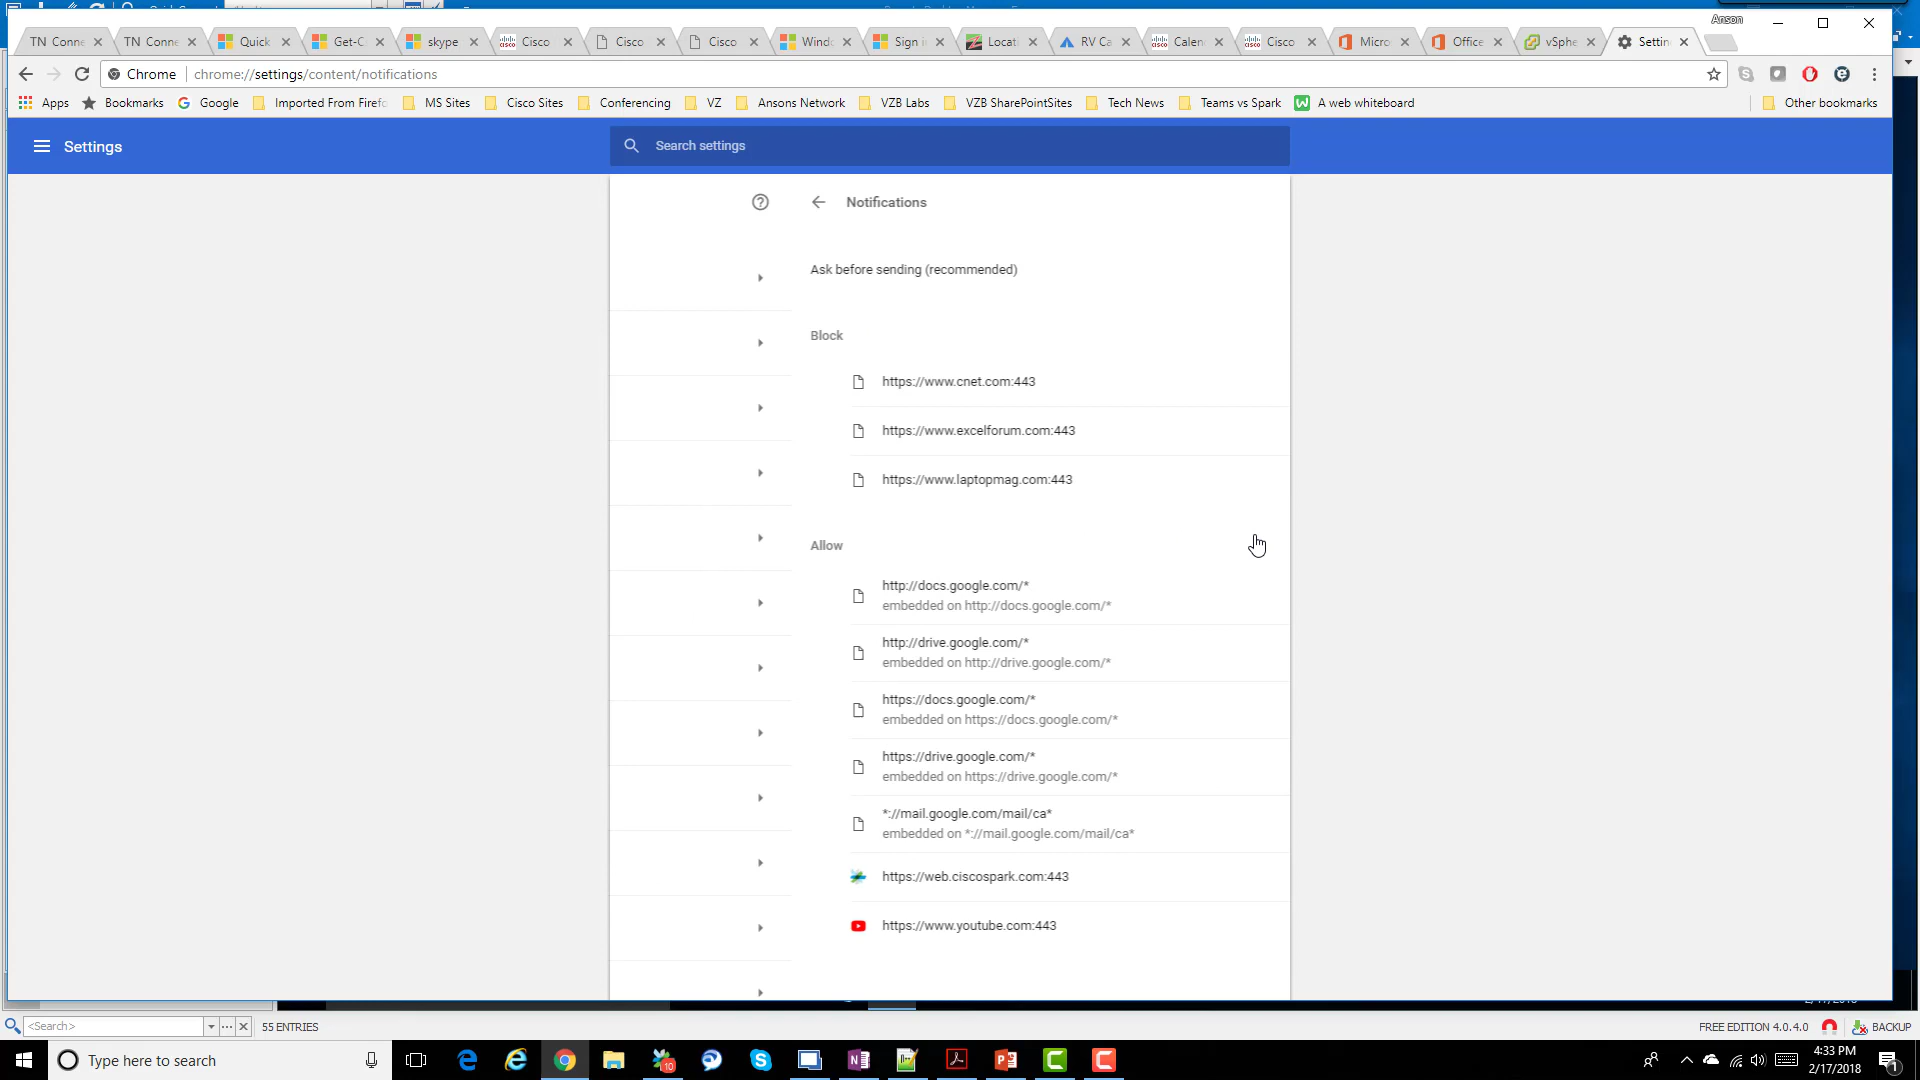 Anson
TN Conne
TN Conne
Quick
Get-C
skype
Cisco
Cisco
Cisco
Wind
Sign i
Locati
RV Ca
Calen
Cisco
Micro
Office
vSphe
Settin
Chrome
chrome://settings/content/notifications
Apps
Bookmarks
Google
Imported From Firefo
MS Sites
Cisco Sites
Conferencing
VZ
Ansons Network
VZB Labs
VZB SharePointSites
Tech News
Teams vs Spark
A web whiteboard
Other bookmarks
Settings
Search settings
Notifications
Ask before sending (recommended)
Block
https://www.cnet.com:443
https://www.excelforum.com:443
https://www.laptopmag.com:443
Allow
http://docs.google.com/*
embedded on http://docs.google.com/*
http://drive.google.com/*
embedded on http://drive.google.com/*
https://docs.google.com/*
embedded on https://docs.google.com/*
https://drive.google.com/*
embedded on https://drive.google.com/*
*://mail.google.com/mail/ca*
embedded on *://mail.google.com/mail/ca*
https://web.ciscospark.com:443
https://www.youtube.com:443
<Search>
55 ENTRIES
FREE EDITION 4.0.4.0
BACKUP
Type here to search
10
4:33 PM
2/17/2018
1